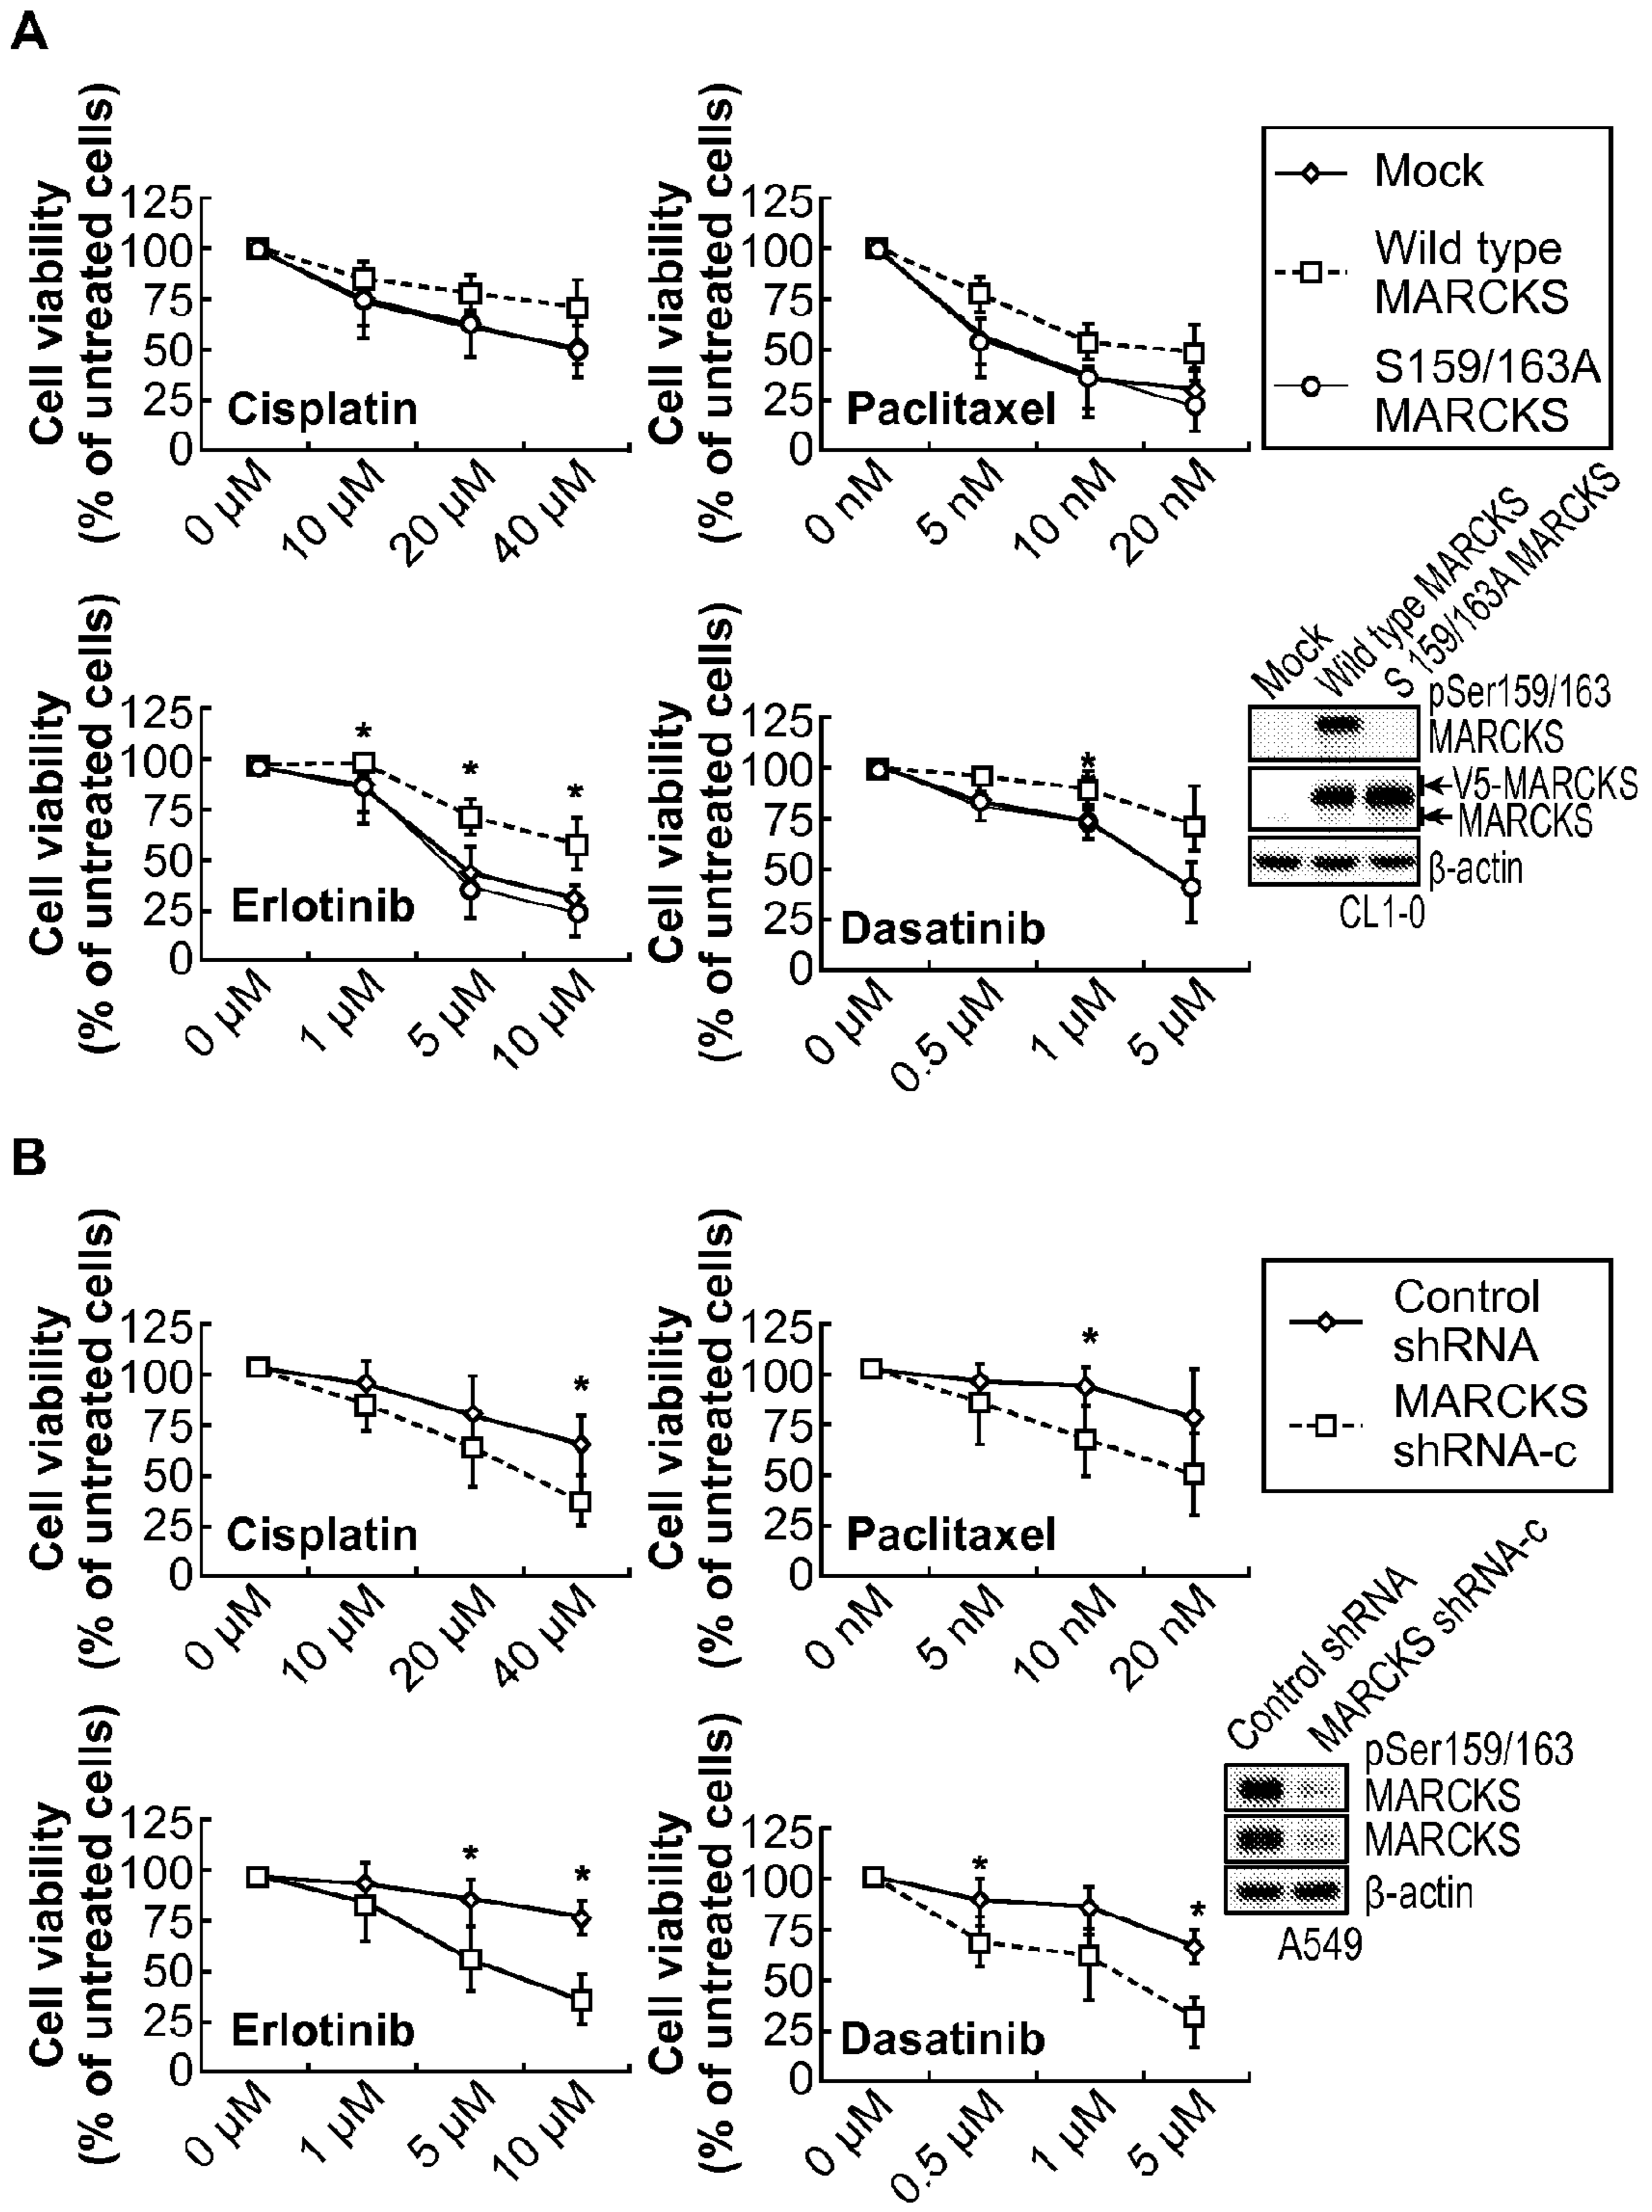 A
Cell viability
(% of untreated cells)
125
100
75
50
25
0
Cisplatin
0 µM
10 µM
20 µM
40 µM
Cell viability
(% of untreated cells)
125
100
75
50
25
0
Paclitaxel
0 nM
5 nM
10 nM
20 nM
Mock
Wild type
MARCKS
S159/163A
MARCKS
Cell viability
(% of untreated cells)
125
100
75
50
25
0
*
*
*
Erlotinib
0 µM
1 µM
5 µM
10 µM
Cell viability
(% of untreated cells)
125
100
75
50
25
0
*
Dasatinib
0 µM
0.5 µM
1 µM
5 µM
Mock
Wild type MARCKS
S 159/163A MARCKS
pSer159/163
MARCKS
V5-MARCKS
MARCKS
β-actin
CL1-0
B
Cell viability
(% of untreated cells)
125
100
75
50
25
0
*
Cisplatin
0 µM
10 µM
20 µM
40 µM
Cell viability
(% of untreated cells)
125
100
75
50
25
0
*
Paclitaxel
0 nM
5 nM
10 nM
20 nM
Control
shRNA
MARCKS
shRNA-c
Cell viability
(% of untreated cells)
125
100
75
50
25
0
*
*
Erlotinib
0 µM
1 µM
5 µM
10 µM
Cell viability
(% of untreated cells)
125
100
75
50
25
0
*
*
Dasatinib
0 µM
0.5 µM
1 µM
5 µM
Control shRNA
MARCKS shRNA-c
pSer159/163
MARCKS
MARCKS
β-actin
A549